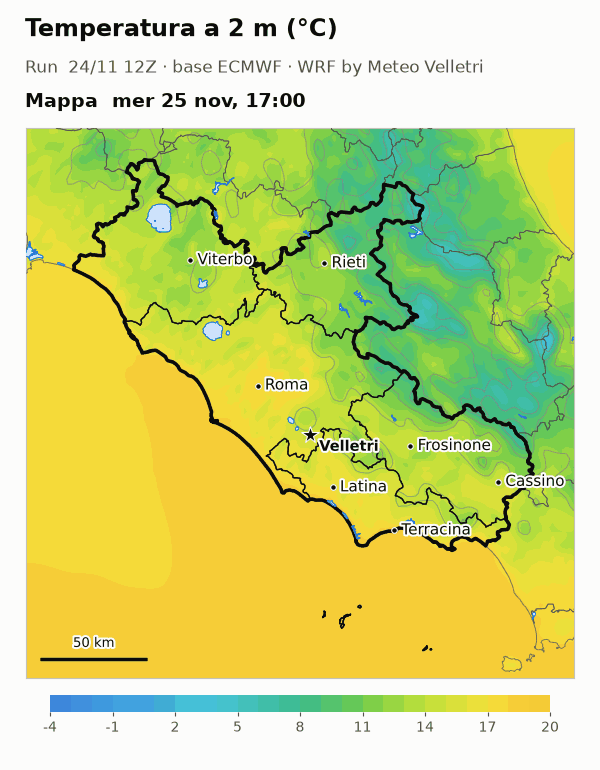 Temperatura a 2 m (°C)
Run  24/11 12Z · base ECMWF · WRF by Meteo Velletri
Mappa  mer 25 nov, 17:00
Viterbo
Rieti
Roma
Velletri
Frosinone
Latina
Cassino
Terracina
50 km
-4 -1 2 5 8 11 14 17 20